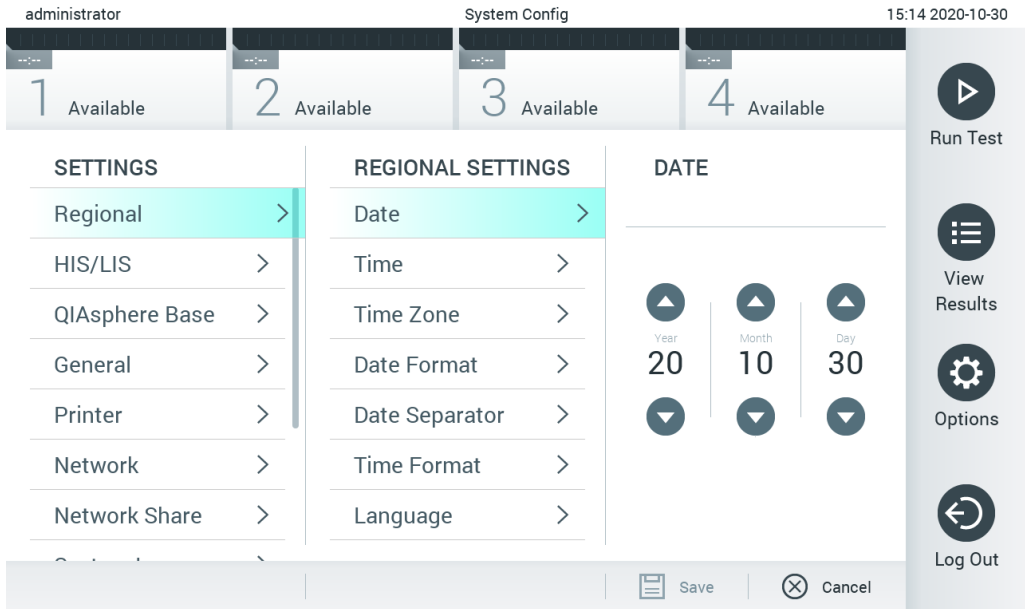 administrator
System Config
15:14 2020-10-30
--:--
1 Available
--:--
2 Available
--:--
3 Available
--:--
4 Available
SETTINGS
Regional
HIS/LIS
QIAsphere Base
General
Printer
Network
Network Share
REGIONAL SETTINGS
Date
Time
Time Zone
Date Format
Date Separator
Time Format
Language
DATE
Year
20
Month
10
Day
30
Save
Cancel
Run Test
View
Results
Options
Log Out